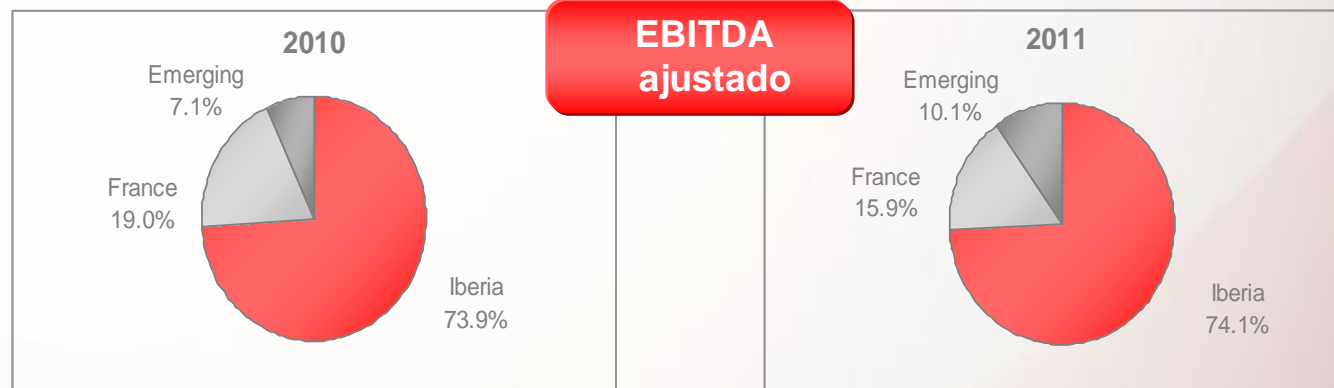 EBITDA
ajustado
2010
Emerging
7.1%
France
19.0%
Iberia
73.9%
2011
Emerging
10.1%
France
15.9%
Iberia
74.1%